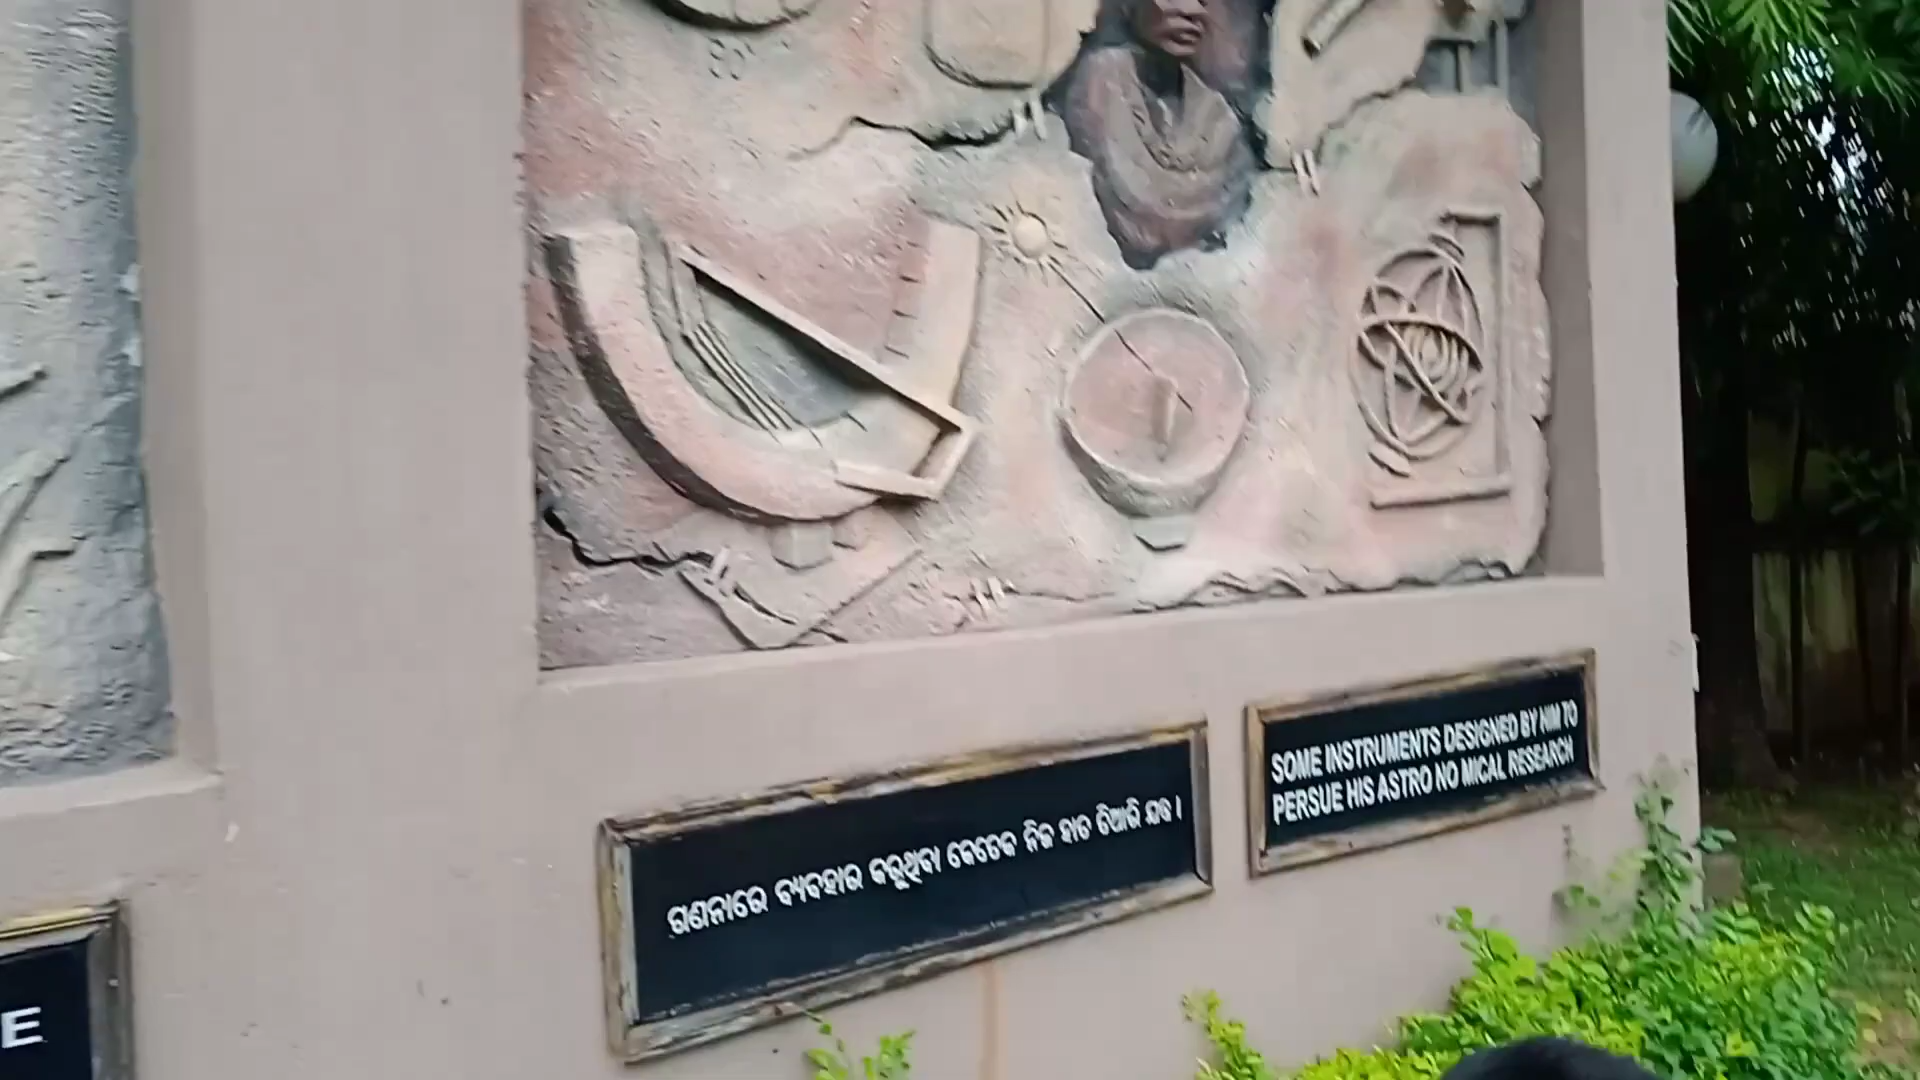 E
ଗଣନାରେ ବ୍ୟବହାର କରୁଥିବା କେତେକ ନିଜ ହାତ ତିଆରି ଯନ୍ତ୍ର ।
SOME INSTRUMENTS DESIGNED BY HIM TO
PERSUE HIS ASTRO NO MICAL RESEARCH